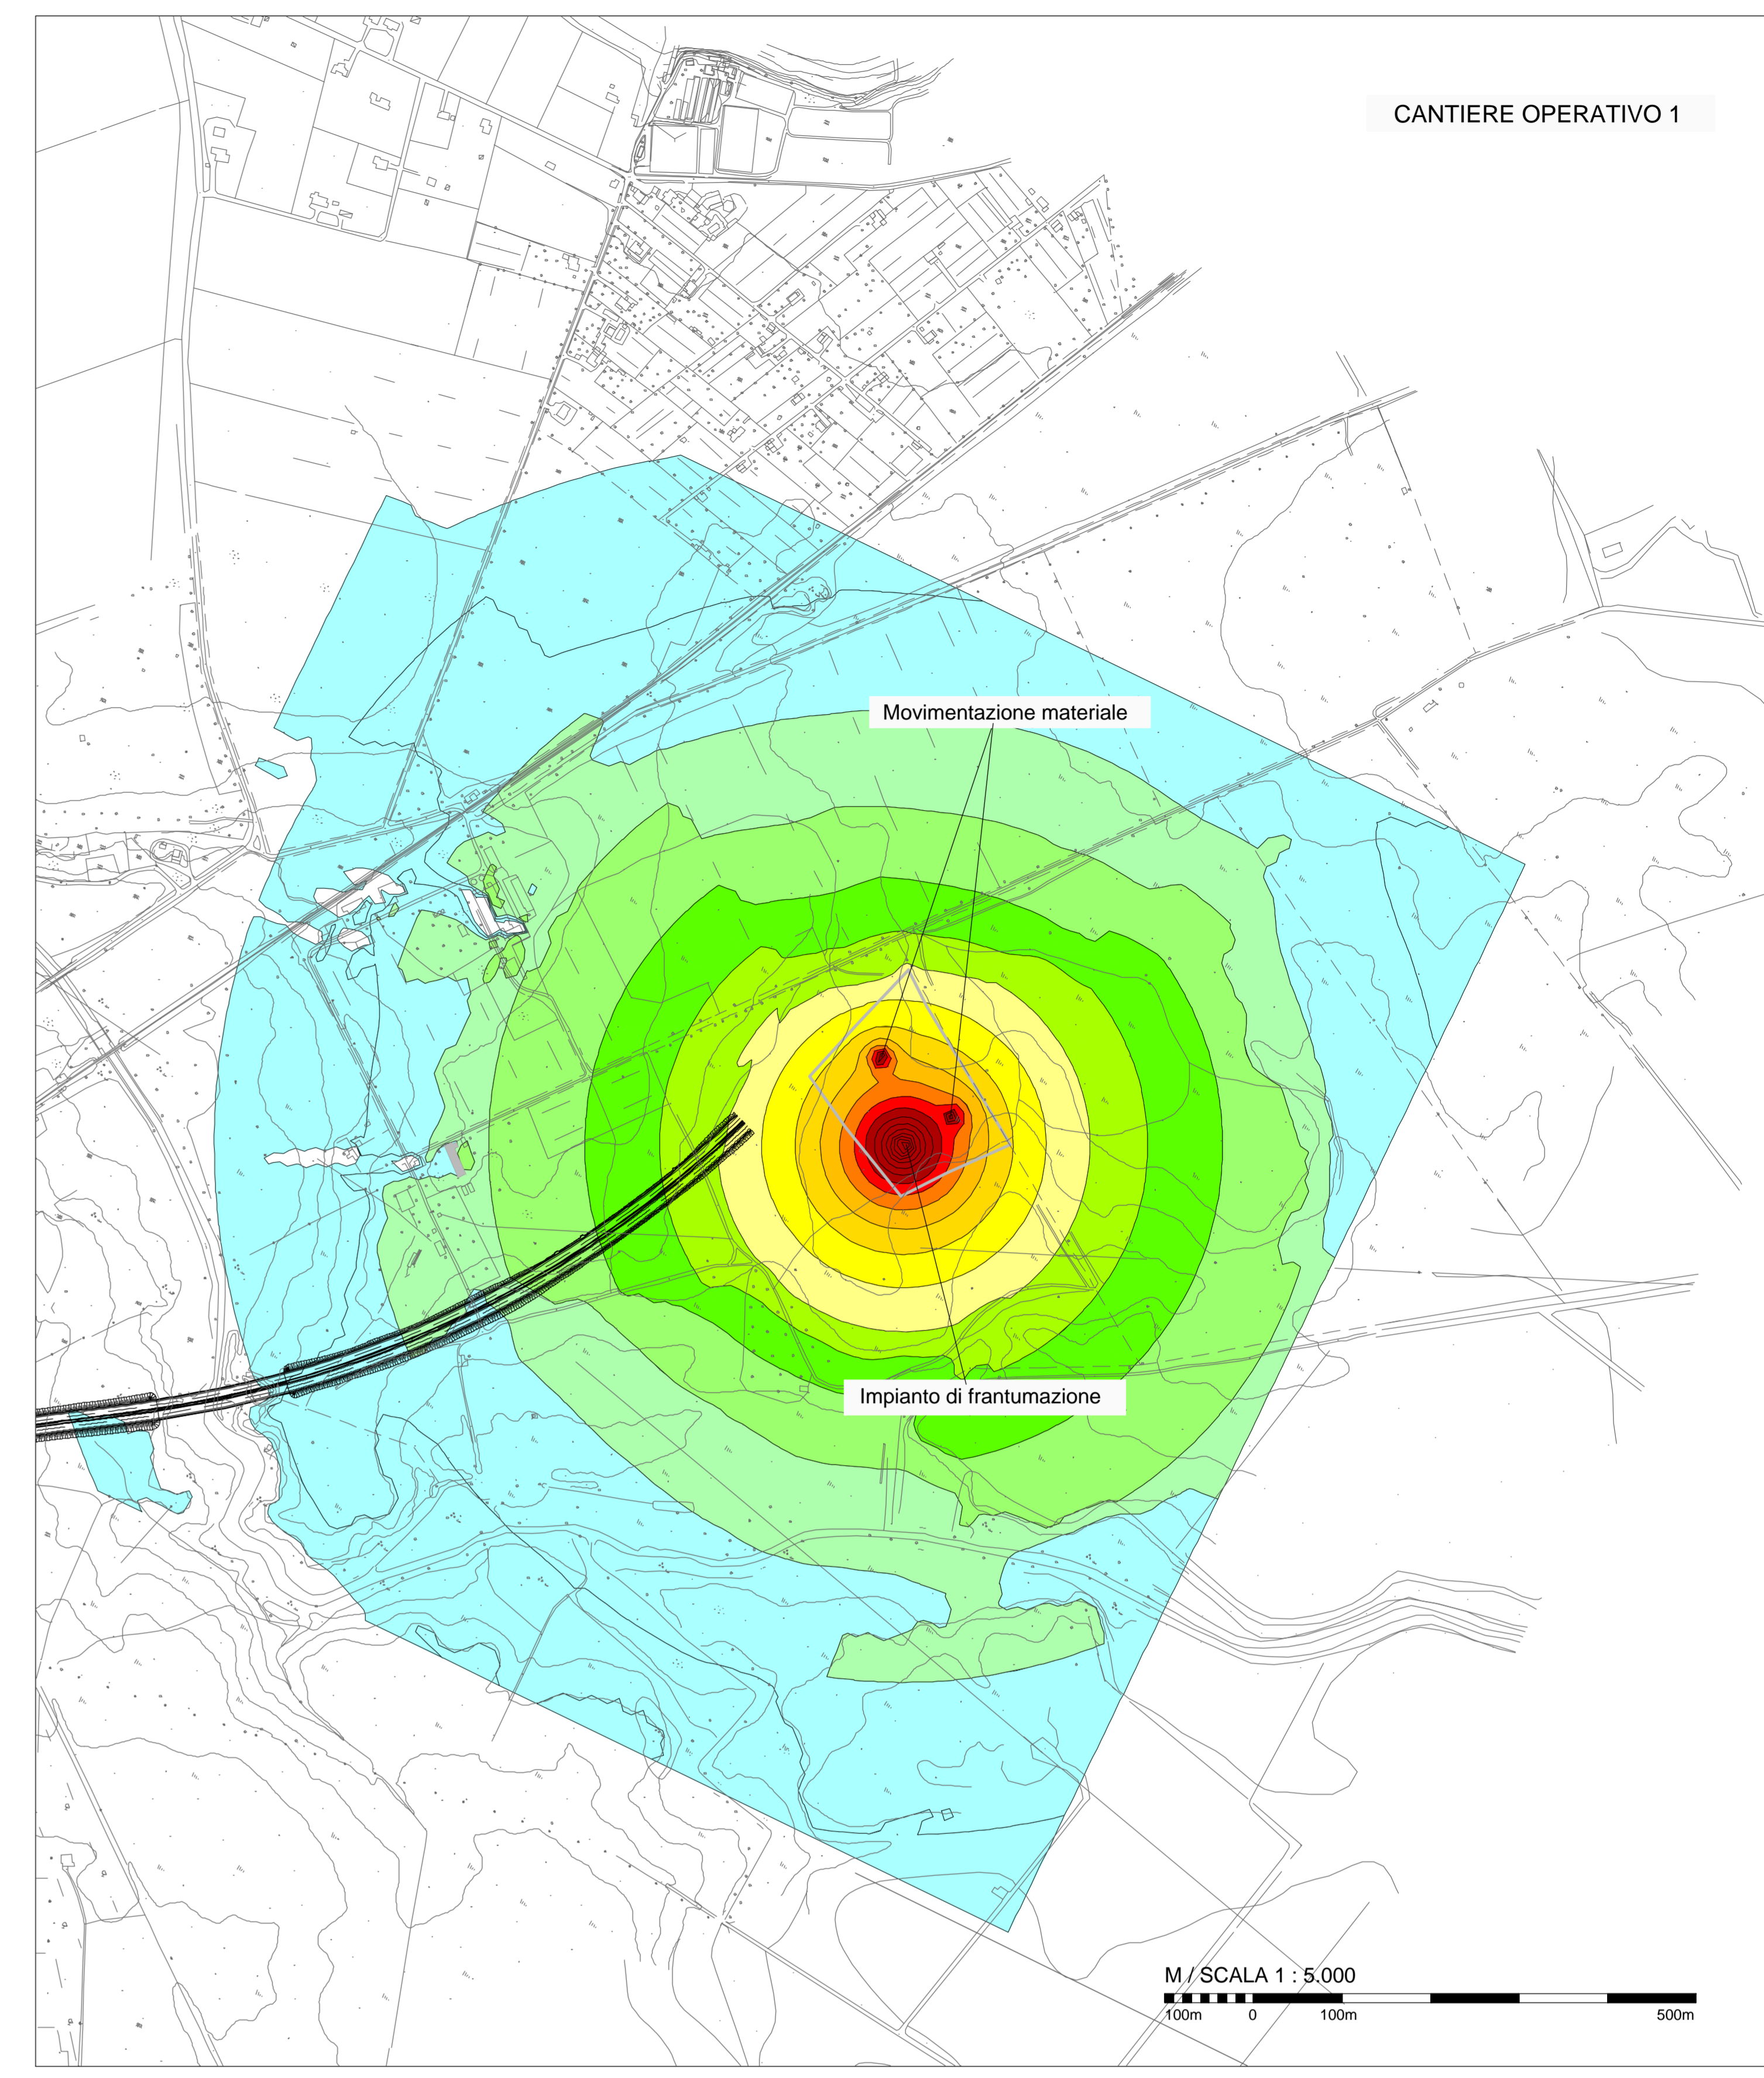 CANTIERE OPERATIVO 1
Movimentazione materiale
Impianto di frantumazione
M / SCALA 1 : 5.000
100m 0 100m 500m